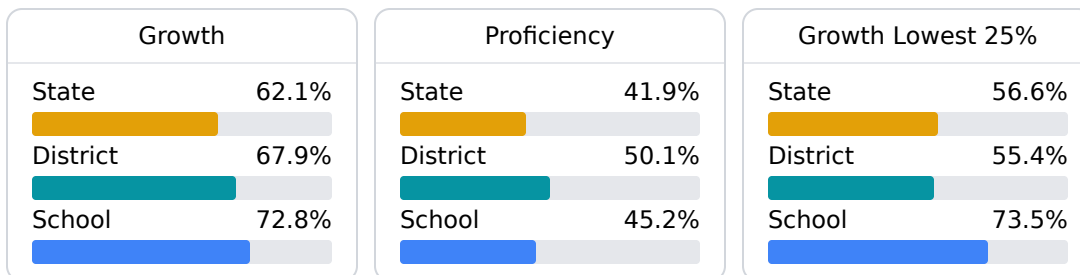 Growth
State 62.1%
District 67.9%
School 72.8%
Proficiency
State 41.9%
District 50.1%
School 45.2%
Growth Lowest 25%
State 56.6%
District 55.4%
School 73.5%